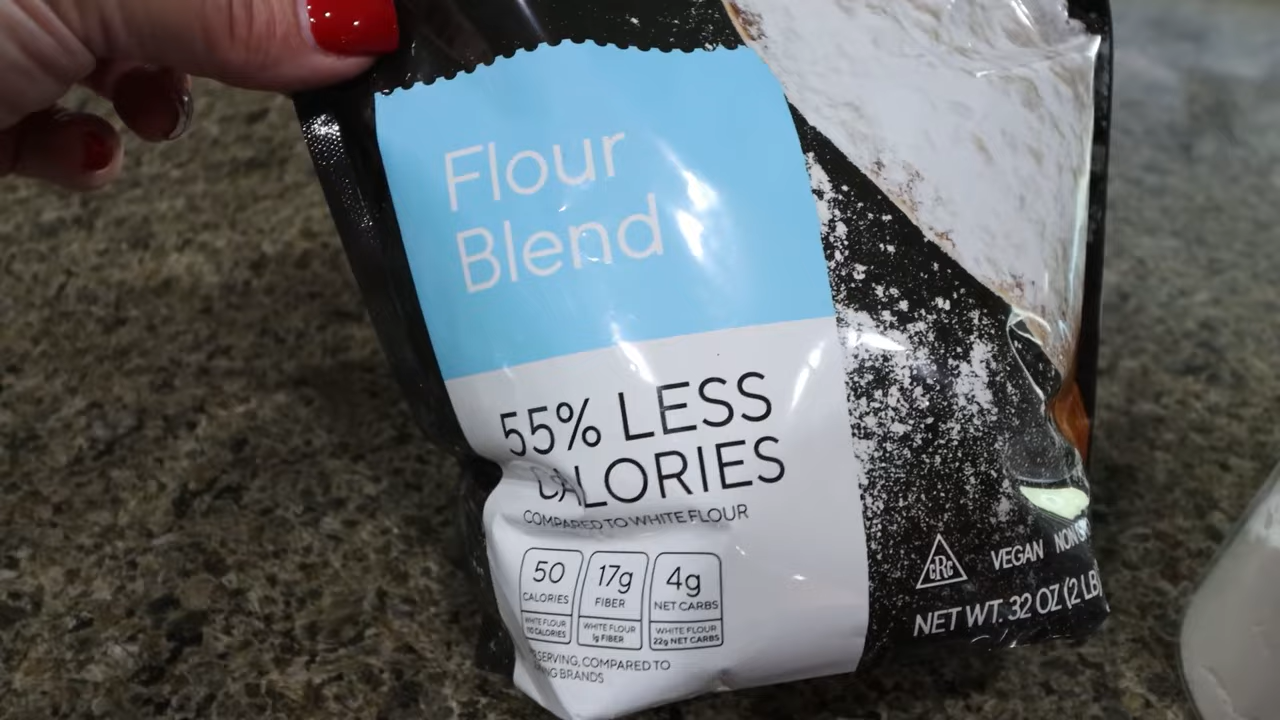 Flour
Blend
55% LESS
CALORIES
COMPARED TO WHITE FLOUR
50
CALORIES
WHITE FLOUR
110 CALORIES
17g
FIBER
WHITE FLOUR
1g FIBER
4g
NET CARBS
WHITE FLOUR
22g NET CARBS
SERVING, COMPARED TO
BRANDS
cRc
VEGAN NON
NET WT. 32 OZ (2 LB)